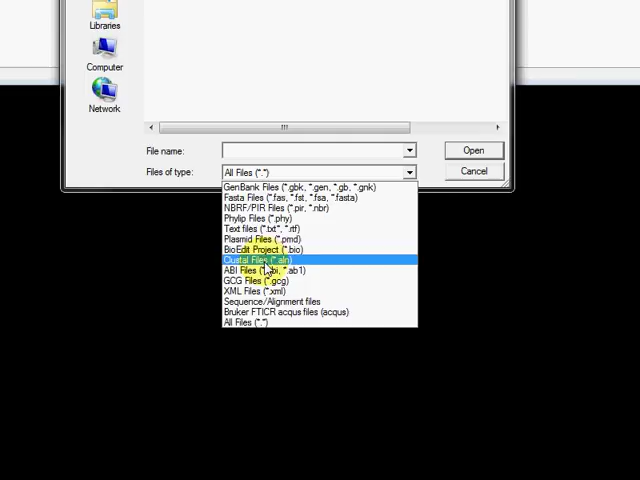 Libraries
Computer
Network
File name:
Open
Files of type:
All Files (*.*)
Cancel
GenBank Files (*.gbk, *.gen, *.gb, *.gnk)
Fasta Files (*.fas, *.fst, *.fsa, *.fasta)
NBRF/PIR Files (*.pir, *.nbr)
Phylip Files (*.phy)
Text files (*.txt, *.rtf)
Plasmid Files (*.pmd)
BioEdit Project (*.bio)
Clustal Files (*.aln)
ABI Files (*.abi, *.ab1)
GCG Files (*.gcg)
XML Files (*.xml)
Sequence/Alignment files
Bruker FTICR acqus files (acqus)
All Files (*.*)